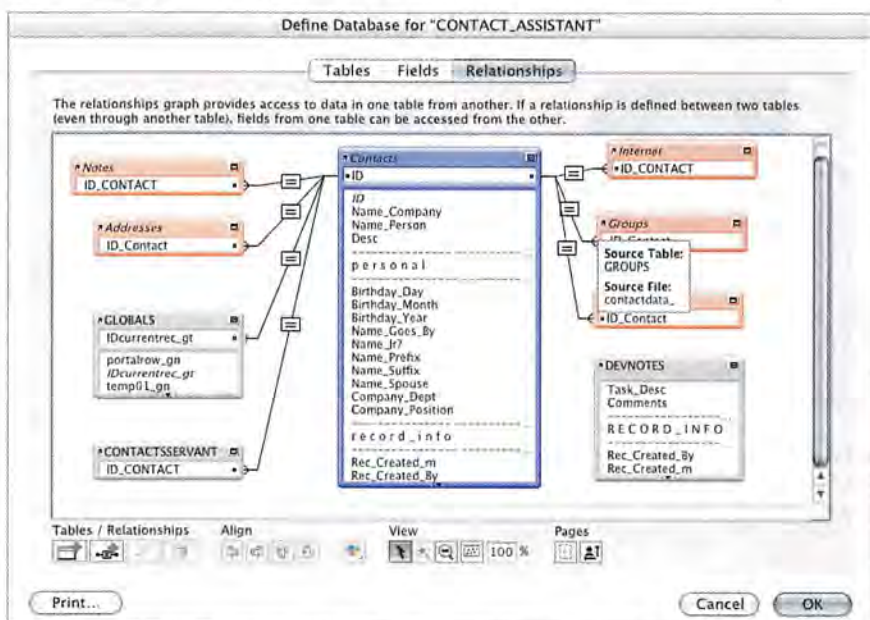 Define Database for "CONTACT_ASSISTANT"
Tables Fields Relationships
The relationships graph provides access to data in one table from another. If a relationship is defined between two tables
(even through another table), fields from one table can be accessed from the other.
Notes
ID_CONTACT
Addresses
ID_Contact
GLOBALS
IDcurrentrec_gt
portalrow_gn
IDcurrentrec_gt
CONTACTSSERVANT
ID_CONTACT
Contacts
ID
ID
Name_Company
Name_Person
Desc
personal
Birthday_Day
Birthday_Month
Birthday_Year
Name_Goes_By
Name_Jr?
Name_Prefix
Name_Suffix
Name_Spouse
Company_Dept
Company_Position
record_info
Rec_Created_m
Rec_Created_By
Internet
ID_CONTACT
Groups
ID_Contact
Source Table:
GROUPS
Source File:
contactdata_
ID_Contact
DEVNOTES
Task_Desc
Comments
RECORD_INFO
Rec_Created_By
Rec_Created_m
Tables / Relationships Align View Pages
100 %
Print... Cancel OK